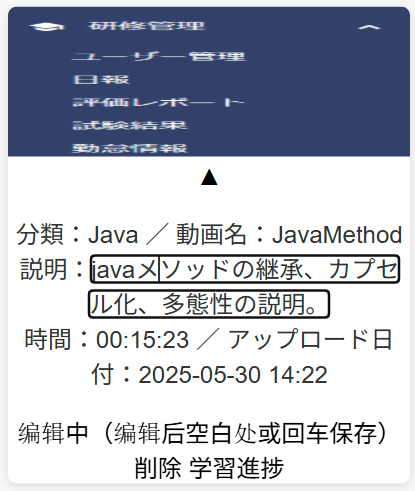 研修管理
ユーザー管理
日報
評価レポート
試験結果
勤怠情報
▲
分類：Java ／ 動画名：JavaMethod
説明：javaメソッドの継承、カプセ
ル化、多態性の説明。
時間：00:15:23 ／ アップロード日
付：2025-05-30 14:22
编辑中（编辑后空白处或回车保存）
削除 学習進捗